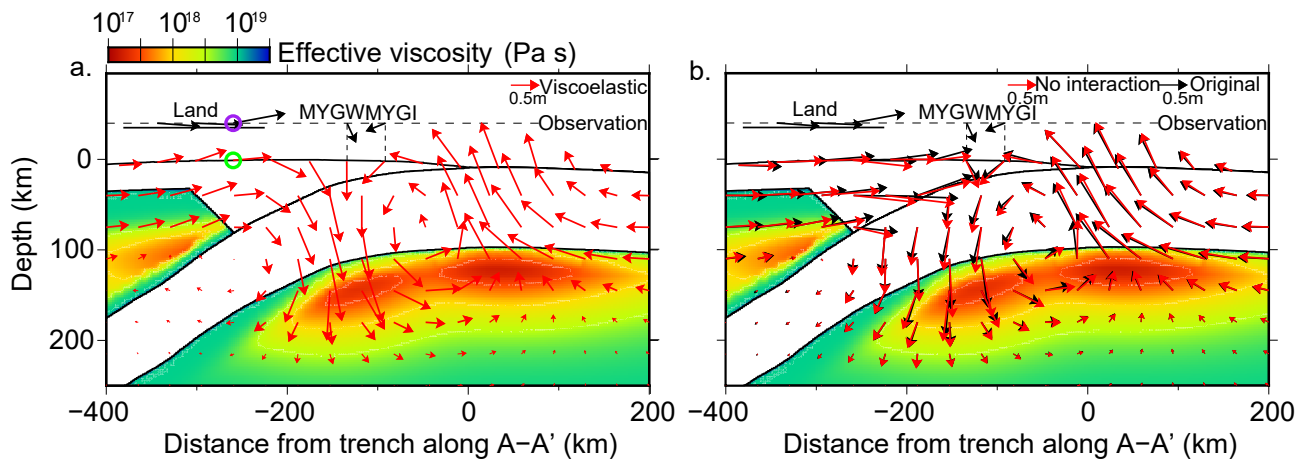 10¹⁷ 10¹⁸ 10¹⁹
Effective viscosity (Pa s)
a.
Viscoelastic
0.5m
Land
MYGW
MYGI
Observation
0
100
200
Depth (km)
−400 −200 0 200
Distance from trench along A−A’ (km)
b.
No interaction
0.5m
Original
0.5m
Land
MYGW
MYGI
Observation
−400 −200 0 200
Distance from trench along A−A’ (km)